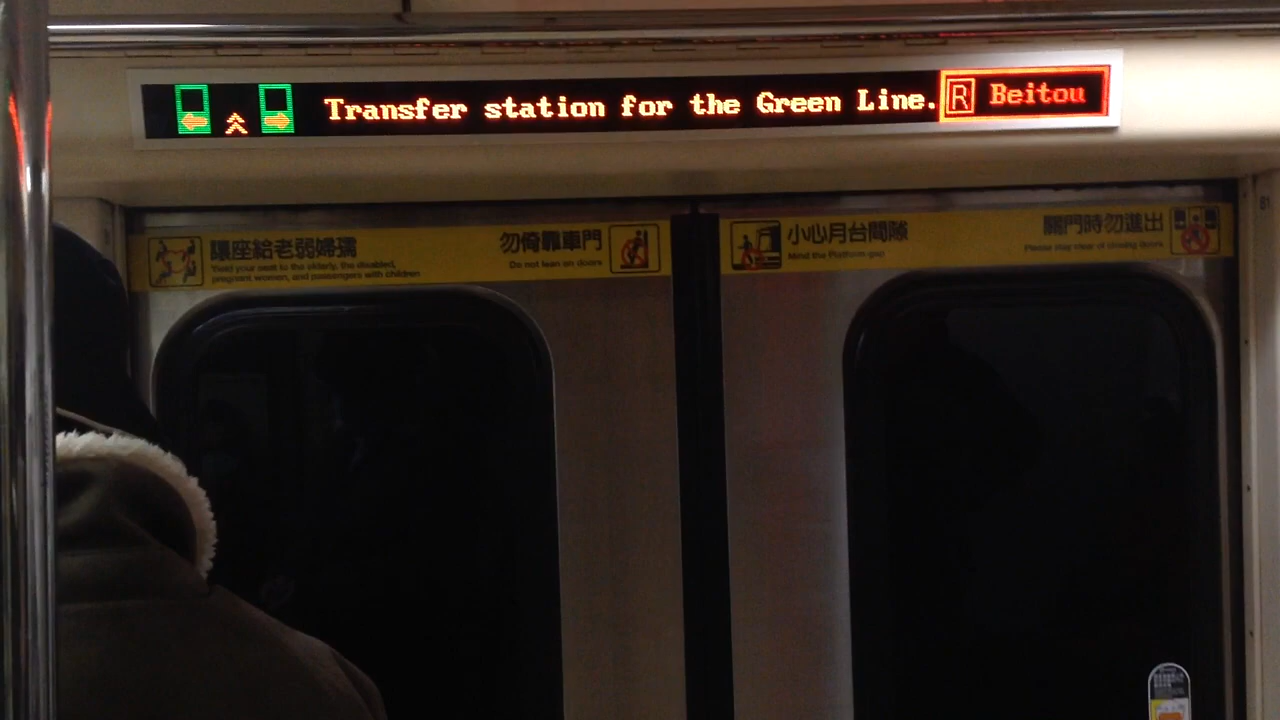 Transfer station for the Green Line.
R Beitou
讓座給老弱婦孺
Yield your seat to the elderly, the disabled,
pregnant women, and passengers with children
勿倚靠車門
Do not lean on doors
小心月台間隙
Mind the Platform gap
關門時勿進出
Please stay clear of closing doors